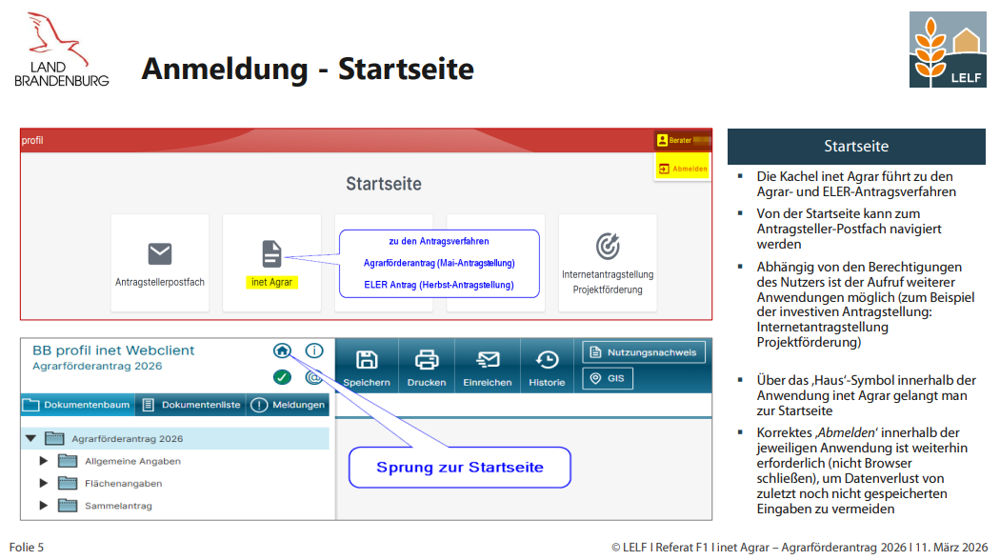 LAND
BRANDENBURG
Anmeldung - Startseite
LELF
profil
Berater
Abmelden
Startseite
Antragstellerpostfach
inet Agrar
zu den Antragsverfahren
Agrarförderantrag (Mai-Antragstellung)
ELER Antrag (Herbst-Antragstellung)
Internetantragstellung
Projektförderung
BB profil inet Webclient
Agrarförderantrag 2026
Speichern
Drucken
Einreichen
Historie
Nutzungsnachweis
GIS
Dokumentenbaum
Dokumentenliste
Meldungen
Agrarförderantrag 2026
Allgemeine Angaben
Flächenangaben
Sammelantrag
Sprung zur Startseite
Startseite
▪ Die Kachel inet Agrar führt zu den
Agrar- und ELER-Antragsverfahren
▪ Von der Startseite kann zum
Antragsteller-Postfach navigiert
werden
▪ Abhängig von den Berechtigungen
des Nutzers ist der Aufruf weiterer
Anwendungen möglich (zum Beispiel
der investiven Antragstellung:
Internetantragstellung
Projektförderung)
▪ Über das ‚Haus‘-Symbol innerhalb der
Anwendung inet Agrar gelangt man
zur Startseite
▪ Korrektes ‚Abmelden‘ innerhalb der
jeweiligen Anwendung ist weiterhin
erforderlich (nicht Browser
schließen), um Datenverlust von
zuletzt noch nicht gespeicherten
Eingaben zu vermeiden
Folie 5
© LELF I Referat F1 I inet Agrar – Agrarförderantrag 2026 I 11. März 2026